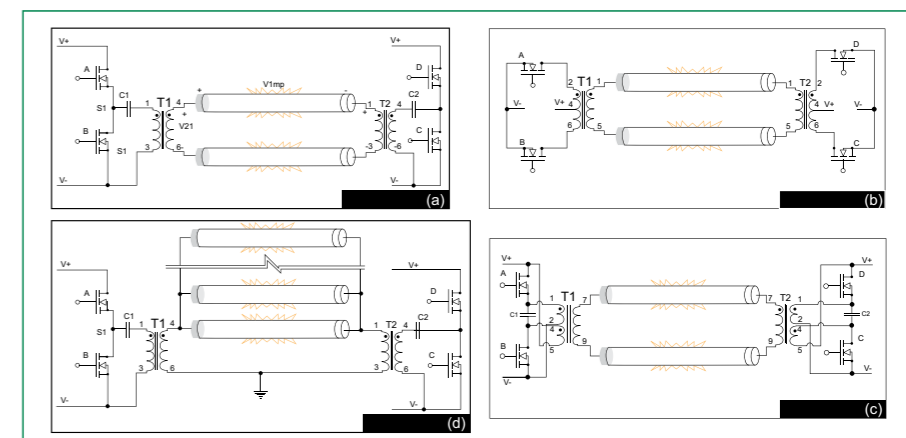 V+
V+
A
D
V1mp
C1
S1
1
T1
4
+
-
+
V21
1
+
T2
4
C2
B
S1
3
6-
-3
-6
C
V-
V-
(a)
A
D
2
T1
1
1
T2
2
V-
V+
4
4
V+
V-
6
5
5
6
B
C
(b)
V+
V+
A
D
C1
S1
1
T1
4
1
T2
4
C2
B
3
6
3
6
C
V-
V-
(d)
V+
V+
A
D
1
T1
7
7
T2
1
C1
2
4
2
4
C2
B
5
9
9
5
C
V-
V-
(c)